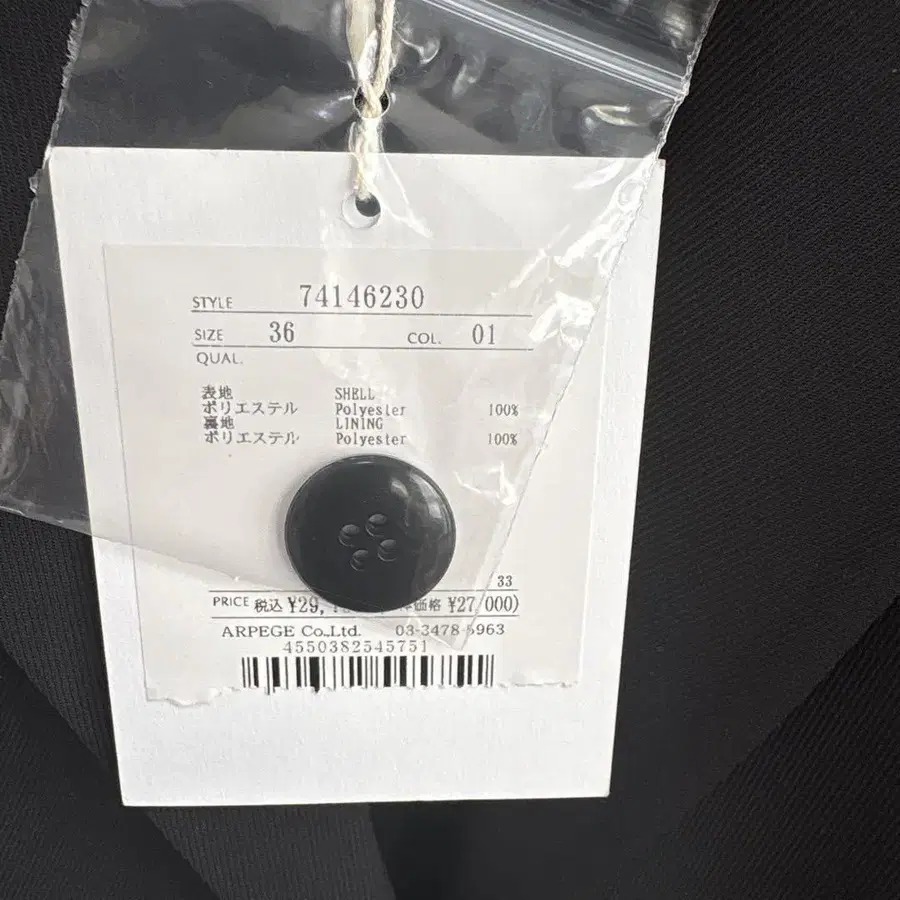 STYLE 74146230
SIZE 36 COL. 01
QUAL.
表地 SHELL
ポリエステル Polyester 100%
裏地 LINING
ポリエステル Polyester 100%
33
PRICE 税込 ¥29, 価格 ¥27,000)
ARPEGE Co.,Ltd. 03-3478-5963
4550382545751